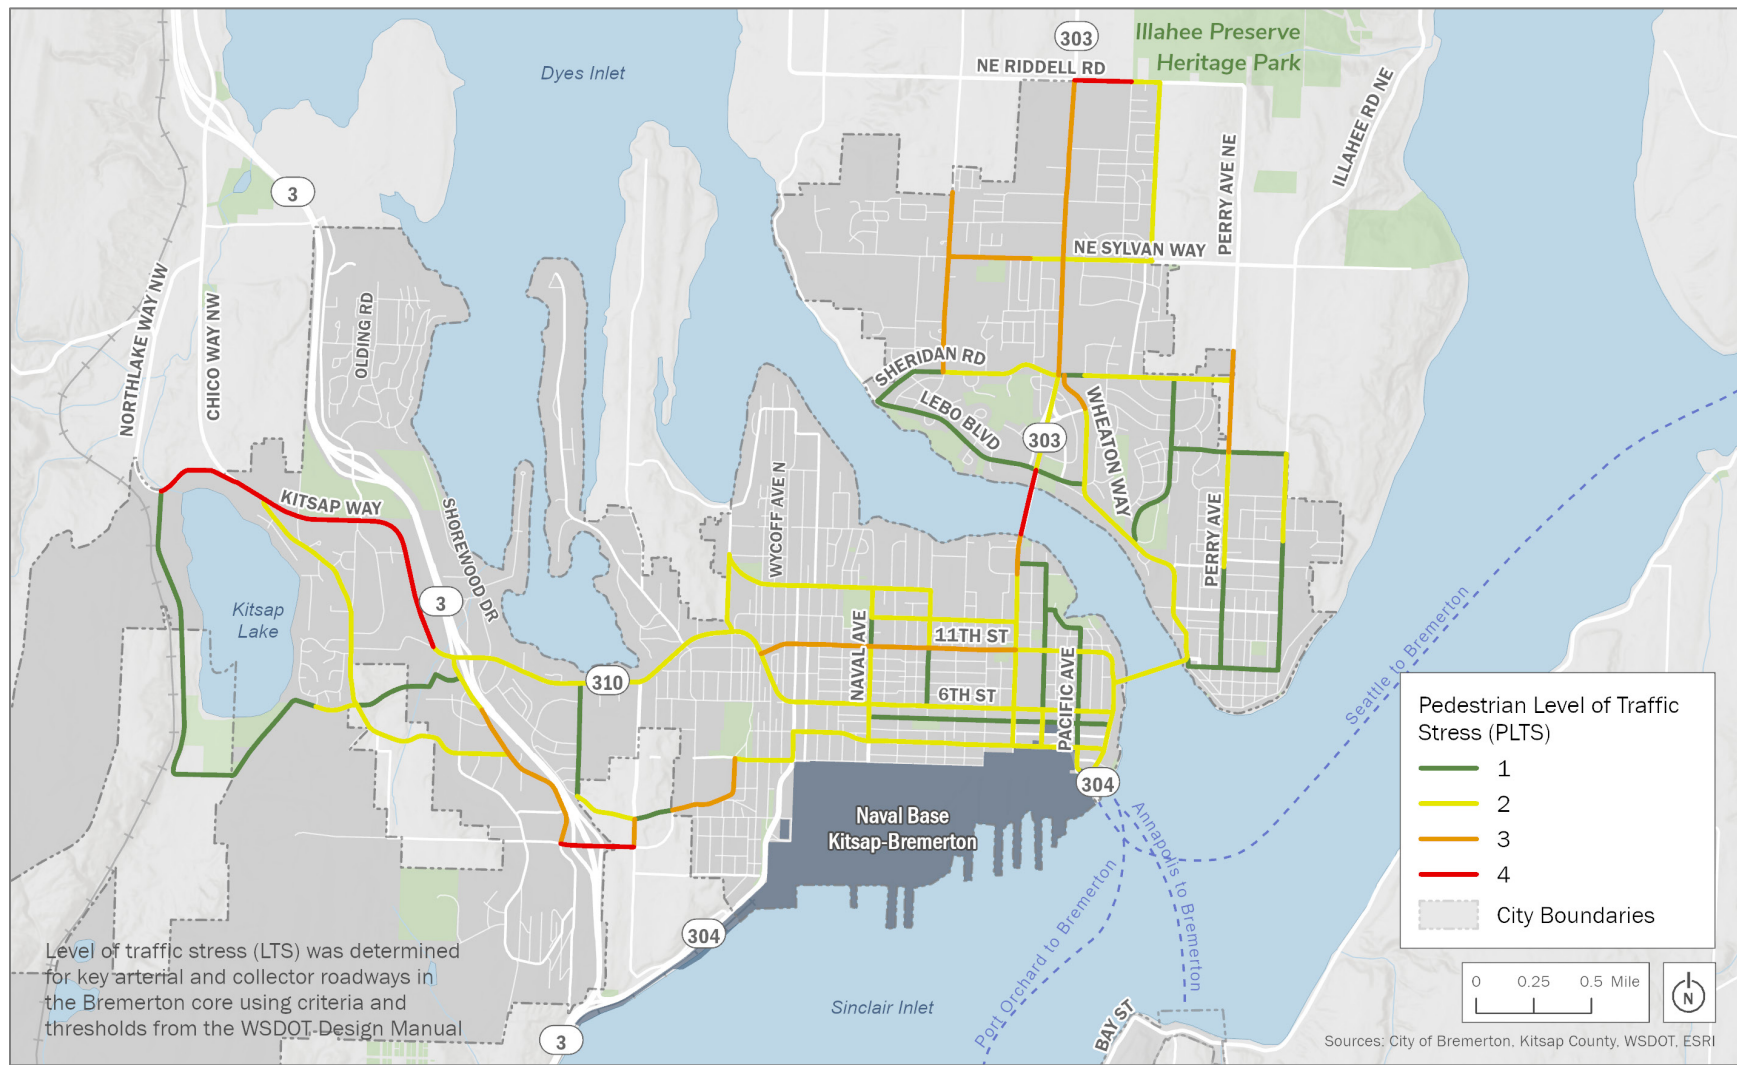 303
Illahee Preserve
Heritage Park
NE RIDDELL RD
Dyes Inlet
ILLAHEE RD NE
PERRY AVE NE
3
NE SYLVAN WAY
NORTHLAKE WAY NW
CHICO WAY NW
OLDING RD
SHERIDAN RD
LEBO BLVD
WHEATON WAY
303
KITSAP WAY
SHOREWOOD DR
WYCOFF AVEN
PERRY AVE
3
Kitsap
Lake
NAVAL AVE
11TH ST
PACIFIC AVE
310
6TH ST
Seattle to Bremerton
304
Naval Base
Kitsap-Bremerton
Annapolis to Bremerton
Port Orchard to Bremerton
304
Sinclair Inlet
BAY ST
3
Pedestrian Level of Traffic
Stress (PLTS)
1
2
3
4
City Boundaries
Level of traffic stress (LTS) was determined
for key arterial and collector roadways in
the Bremerton core using criteria and
thresholds from the WSDOT Design Manual
0 0.25 0.5 Mile
N
Sources: City of Bremerton, Kitsap County, WSDOT, ESRI